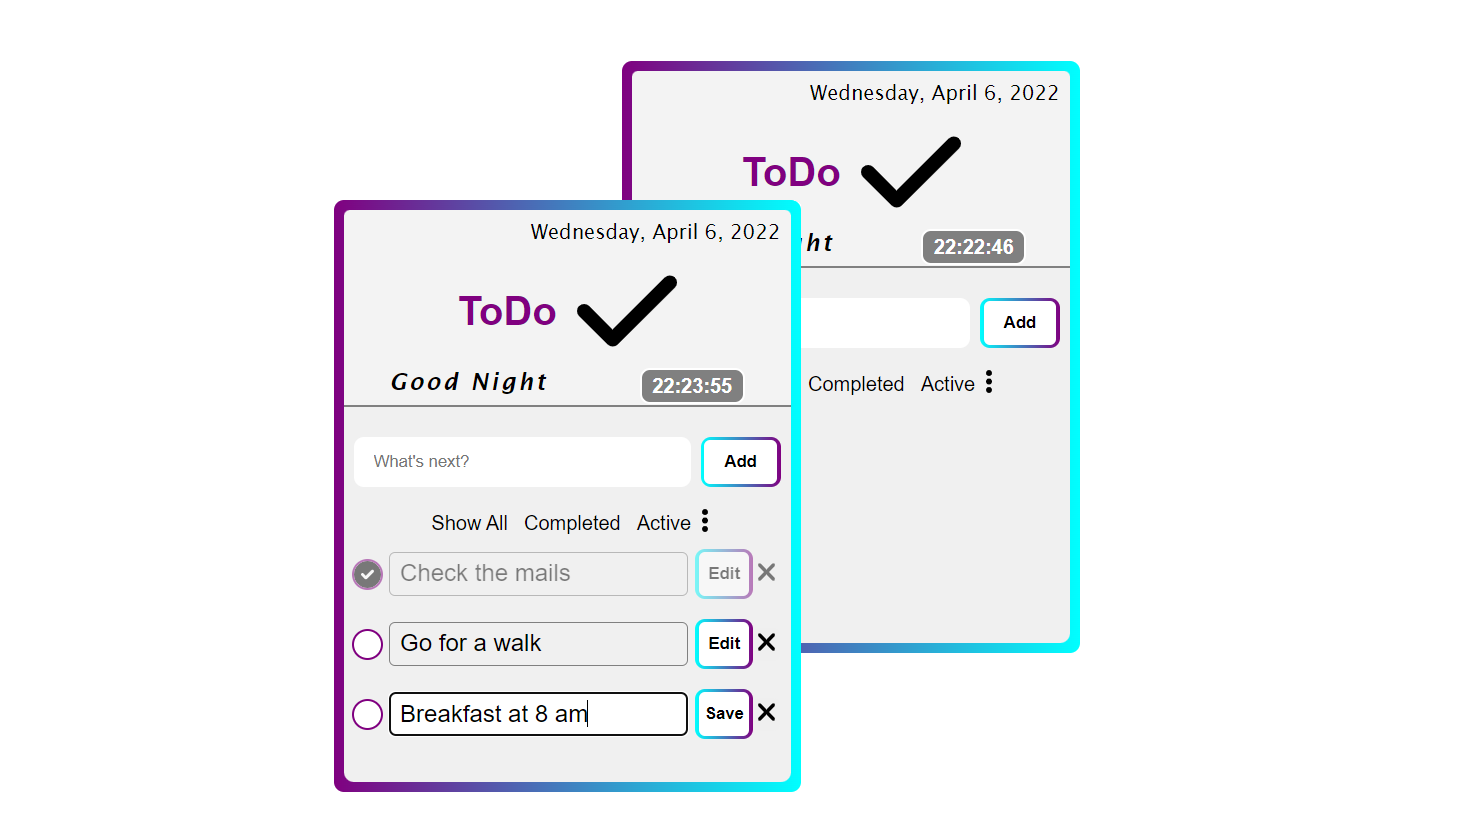 Wednesday, April 6, 2022
ToDo
22:22:46
Add
Completed Active
Wednesday, April 6, 2022
ToDo
Good Night 22:23:55
What's next? Add
Show All Completed Active
Check the mails Edit
Go for a walk Edit
Breakfast at 8 am Save